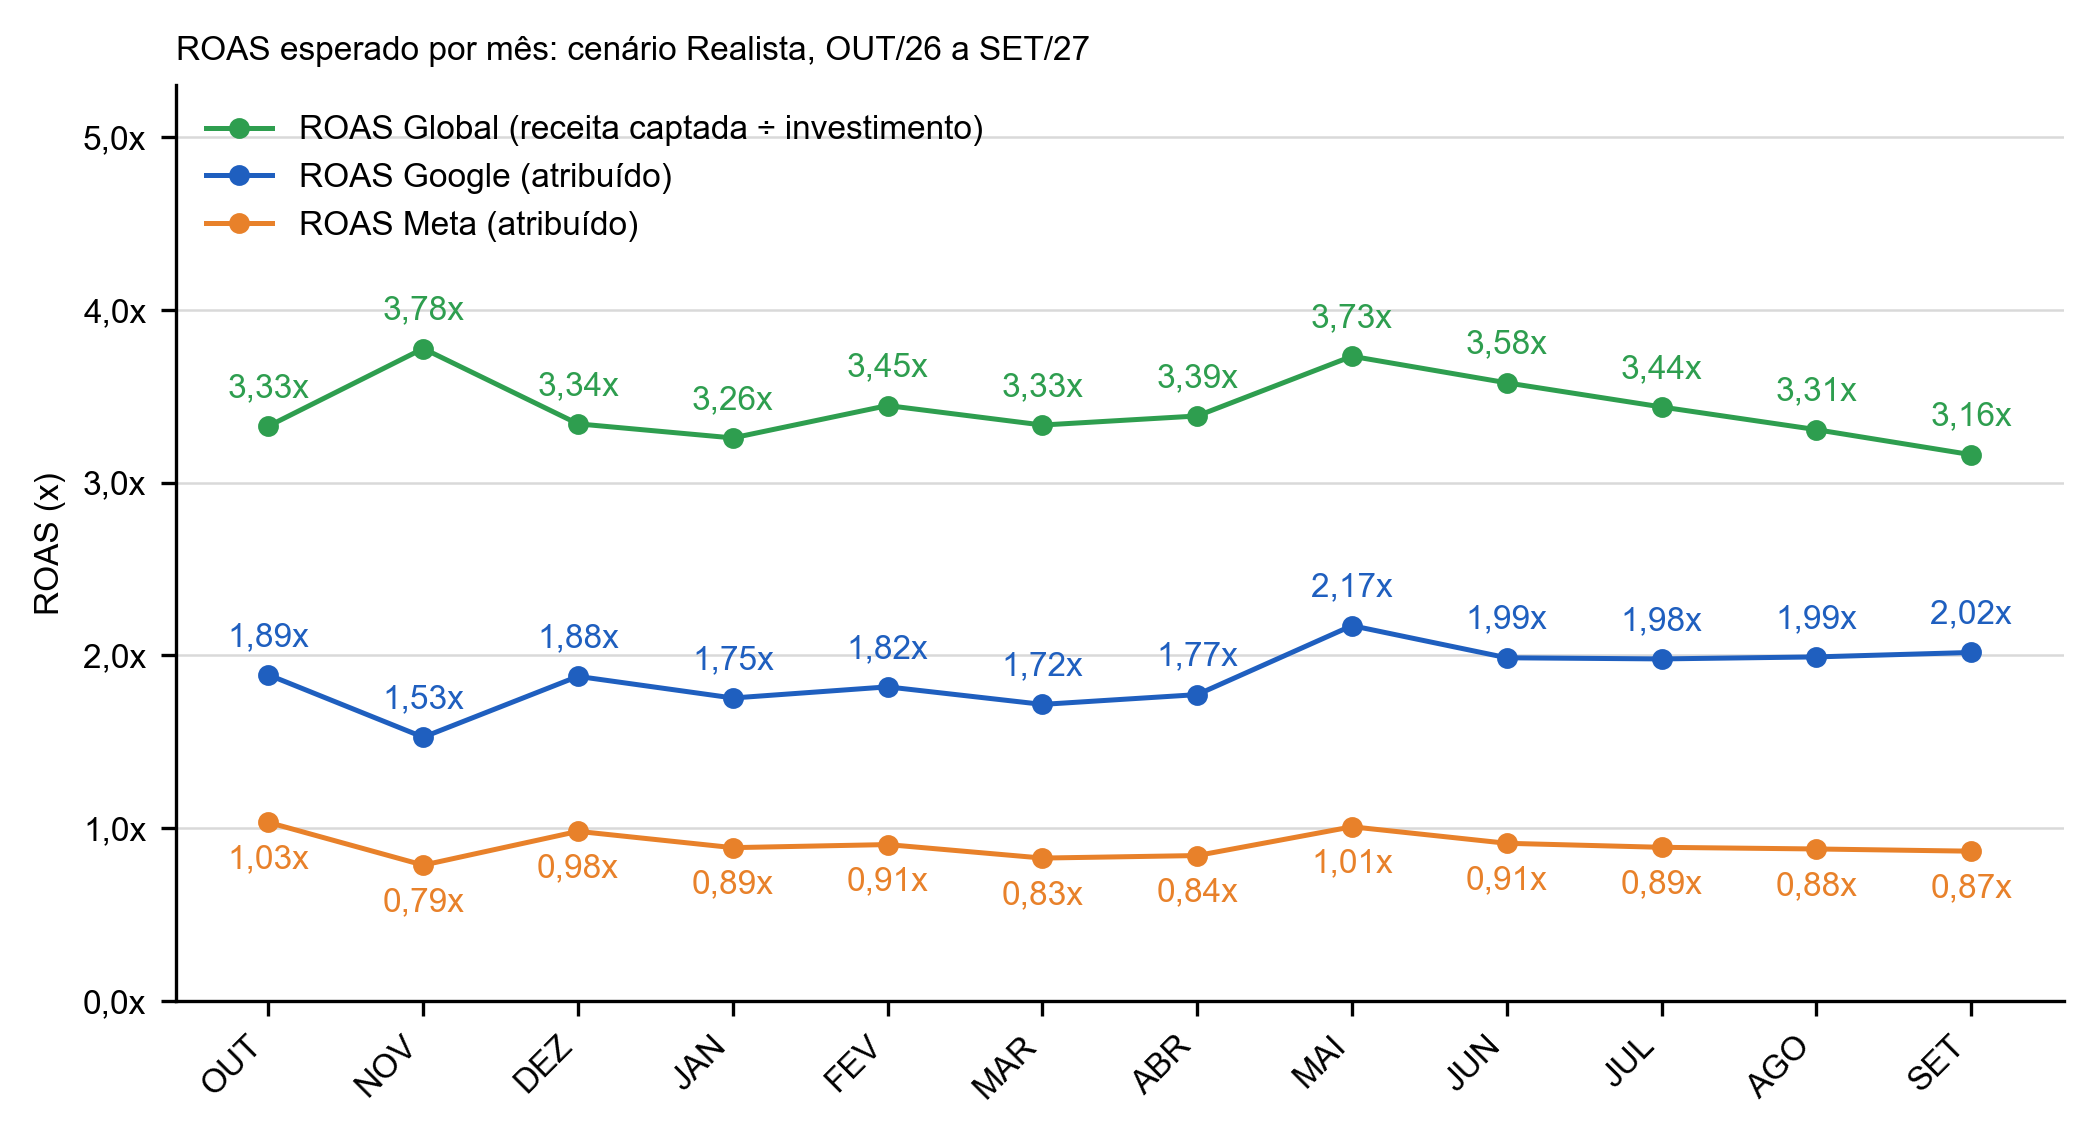 ROAS esperado por mês: cenário Realista, OUT/26 a SET/27
ROAS Global (receita captada ÷ investimento)
ROAS Google (atribuído)
ROAS Meta (atribuído)
ROAS (x)
5,0x
4,0x
3,0x
2,0x
1,0x
0,0x
3,33x 3,78x 3,34x 3,26x 3,45x 3,33x 3,39x 3,73x 3,58x 3,44x 3,31x 3,16x
1,89x 1,53x 1,88x 1,75x 1,82x 1,72x 1,77x 2,17x 1,99x 1,98x 1,99x 2,02x
1,03x 0,79x 0,98x 0,89x 0,91x 0,83x 0,84x 1,01x 0,91x 0,89x 0,88x 0,87x
OUT NOV DEZ JAN FEV MAR ABR MAI JUN JUL AGO SET